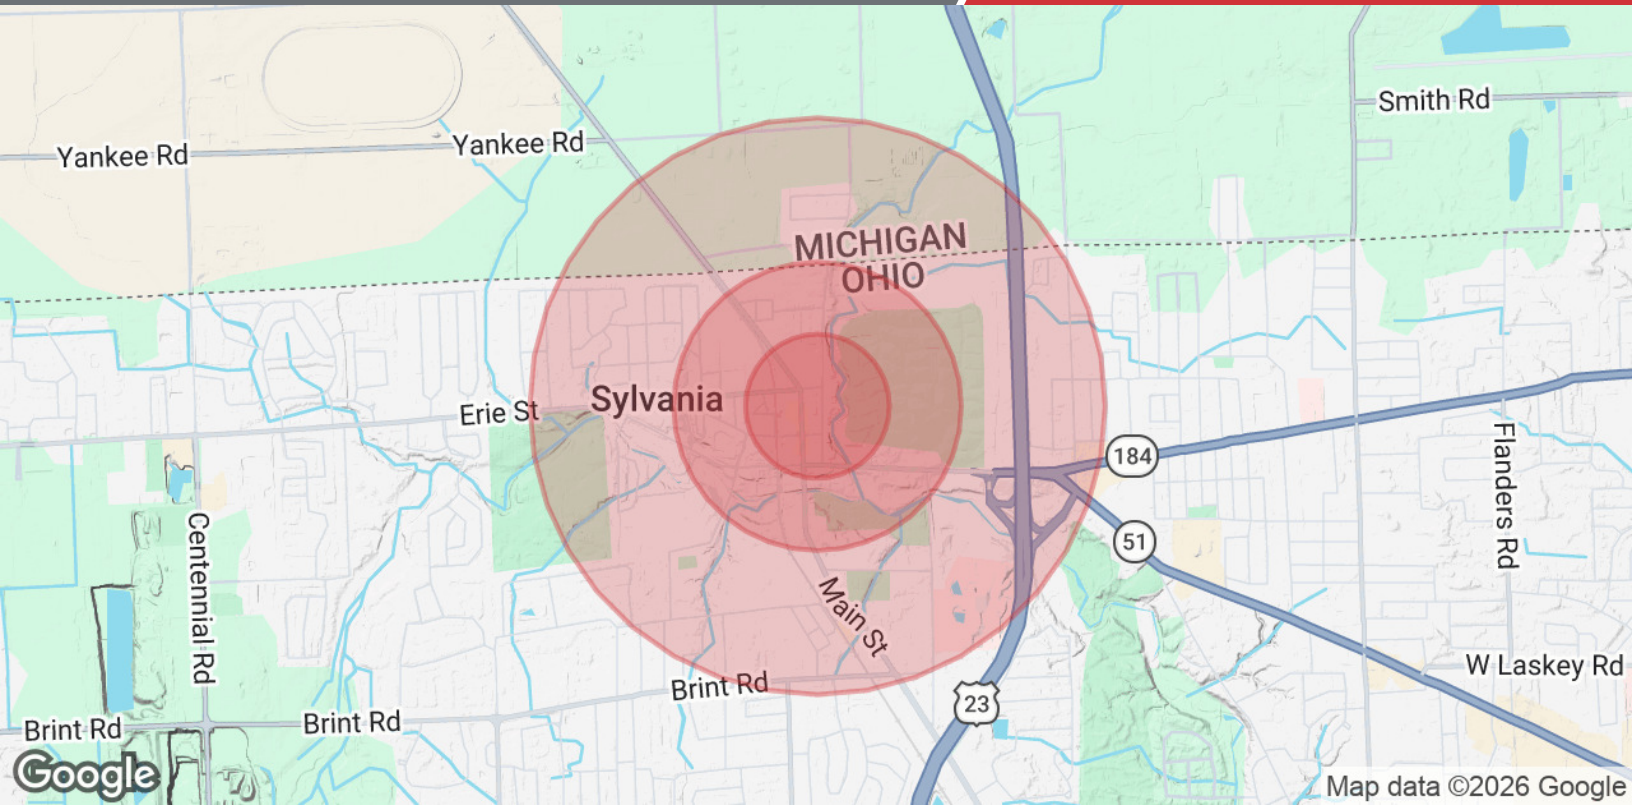 Smith Rd
Yankee Rd
Yankee Rd
MICHIGAN
OHIO
Sylvania
Erie St
184
Flanders Rd
51
Centennial Rd
Main St
W Laskey Rd
Brint Rd
23
Brint Rd
Brint Rd
Google
Map data ©2026 Google